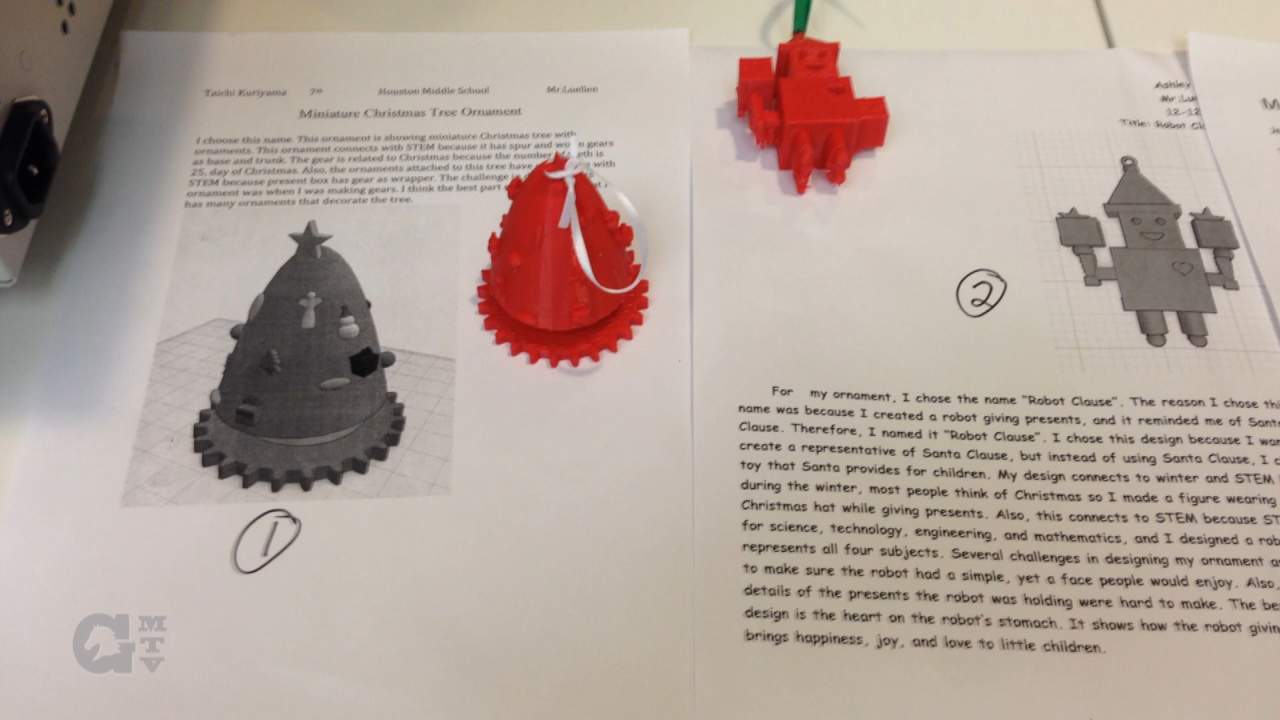 Taichi Kuriyama 7th Houston Middle School Mr.Luellen
Miniature Christmas Tree Ornament
I choose this name. This ornament is showing miniature Christmas tree with
ornaments. This ornament connects with STEM because it has spur and gears
as base and trunk. The gear is related to Christmas because the number is
25, day of Christmas. Also, the ornaments attached to this tree have with
STEM because present box has gear as wrapper. The challenge
ornament was when I was making gears. I think the best part
has many ornaments that decorate the tree.
1
Ashley
Mr.Lue
12-12
Title: Robot Cl
2
For my ornament, I chose the name "Robot Clause". The reason I chose thi
name was because I created a robot giving presents, and it reminded me of Sant
Clause. Therefore, I named it "Robot Clause". I chose this design because I wan
create a representative of Santa Clause, but instead of using Santa Clause, I c
toy that Santa provides for children. My design connects to winter and STEM
during the winter, most people think of Christmas so I made a figure wearing
Christmas hat while giving presents. Also, this connects to STEM because ST
for science, technology, engineering, and mathematics, and I designed a rob
represents all four subjects. Several challenges in designing my ornament a
to make sure the robot had a simple, yet a face people would enjoy. Also,
details of the presents the robot was holding were hard to make. The be
design is the heart on the robot's stomach. It shows how the robot givin
brings happiness, joy, and love to little children.
M
G MTV